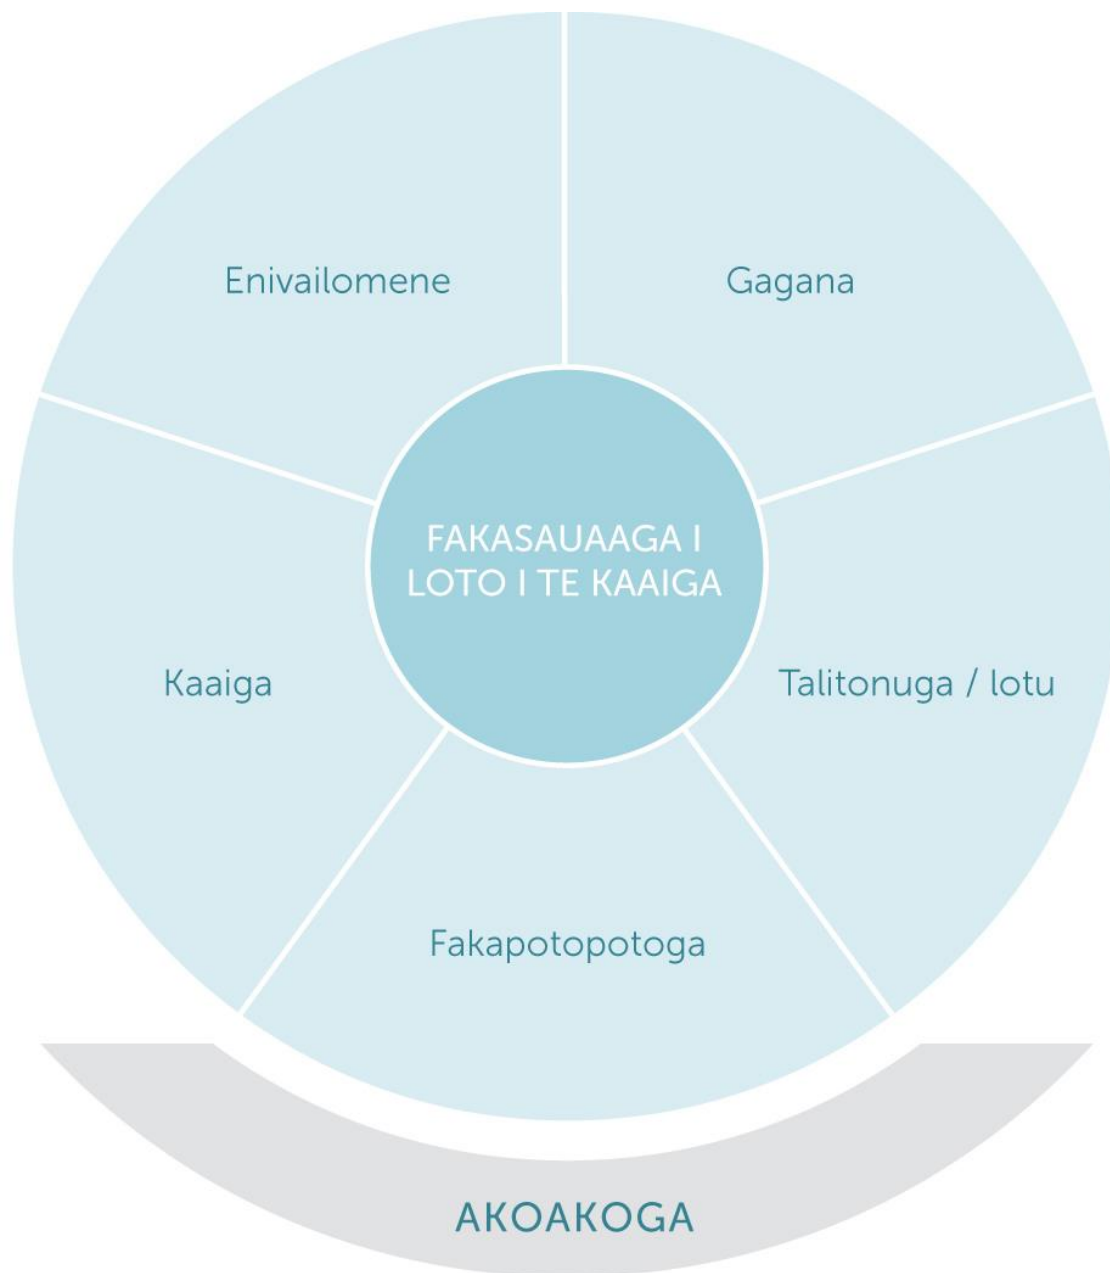 Enivailomene
Gagana
FAKASAUAAGA I
LOTO I TE KAAIGA
Kaaiga
Talitonuga / lotu
Fakapotopotoga
AKOAKOGA